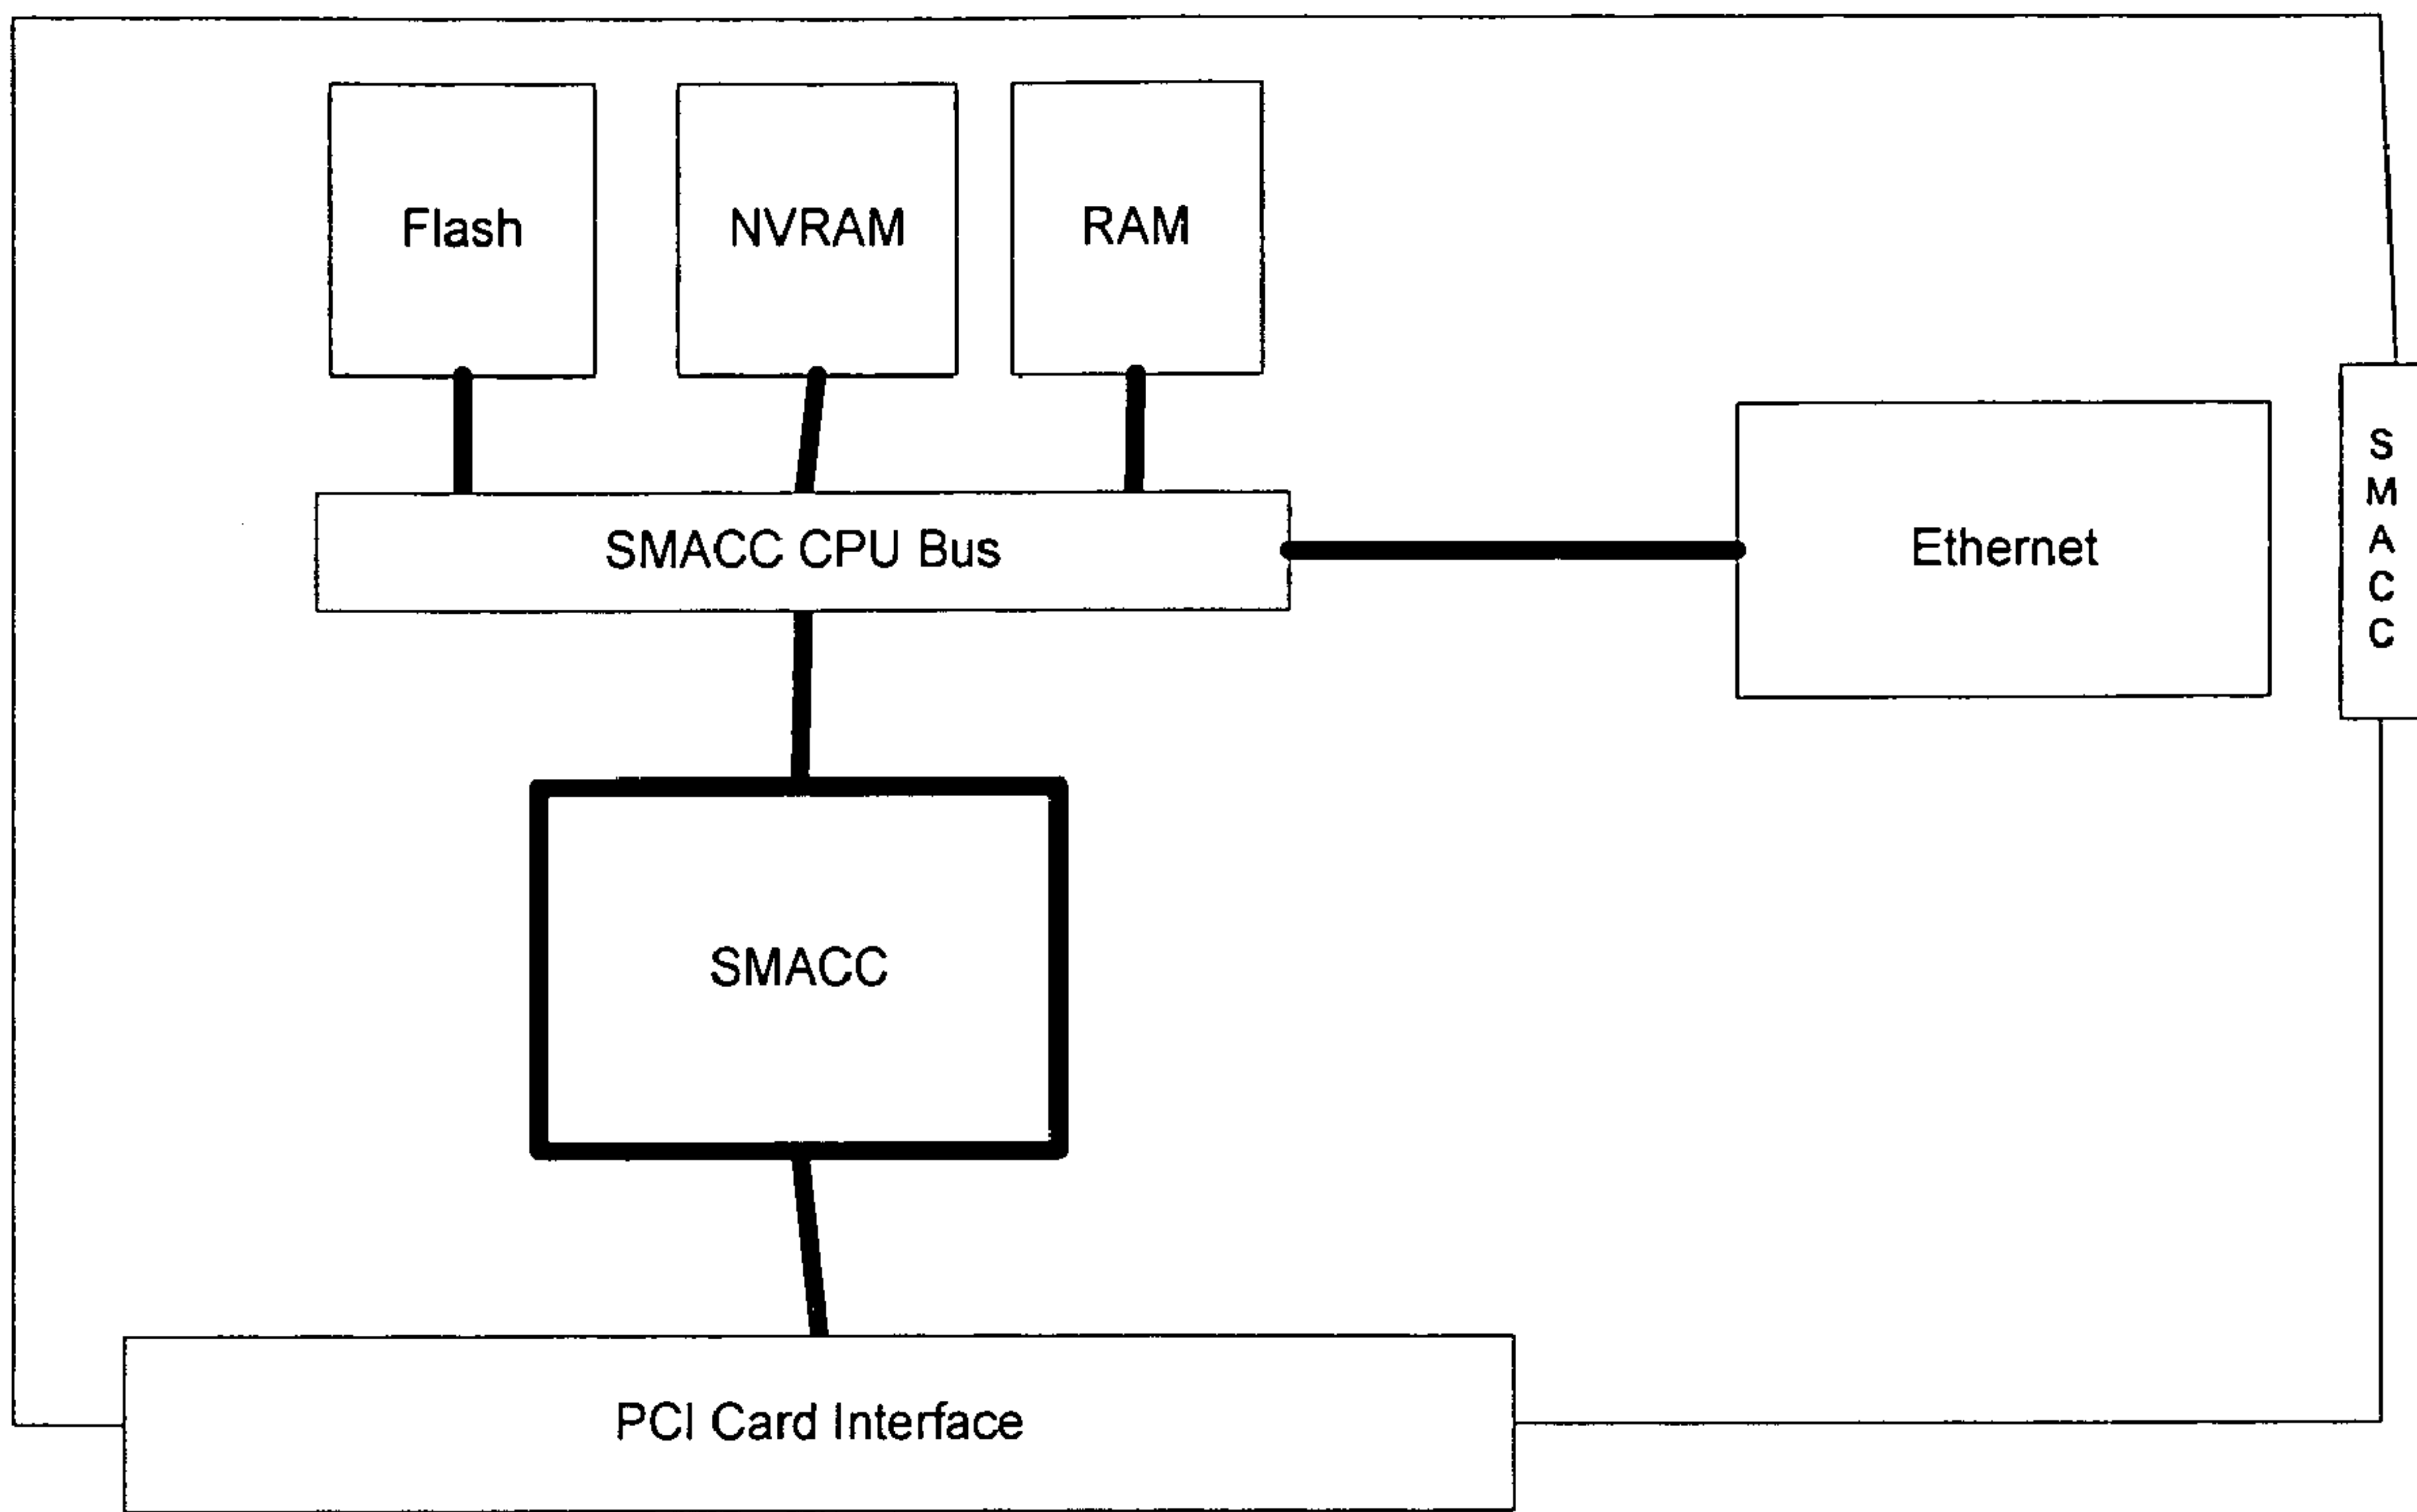 Flash
NVRAM
RAM
SMACC CPU Bus
Ethernet
S
M
A
C
C
SMACC
PCI Card Interface